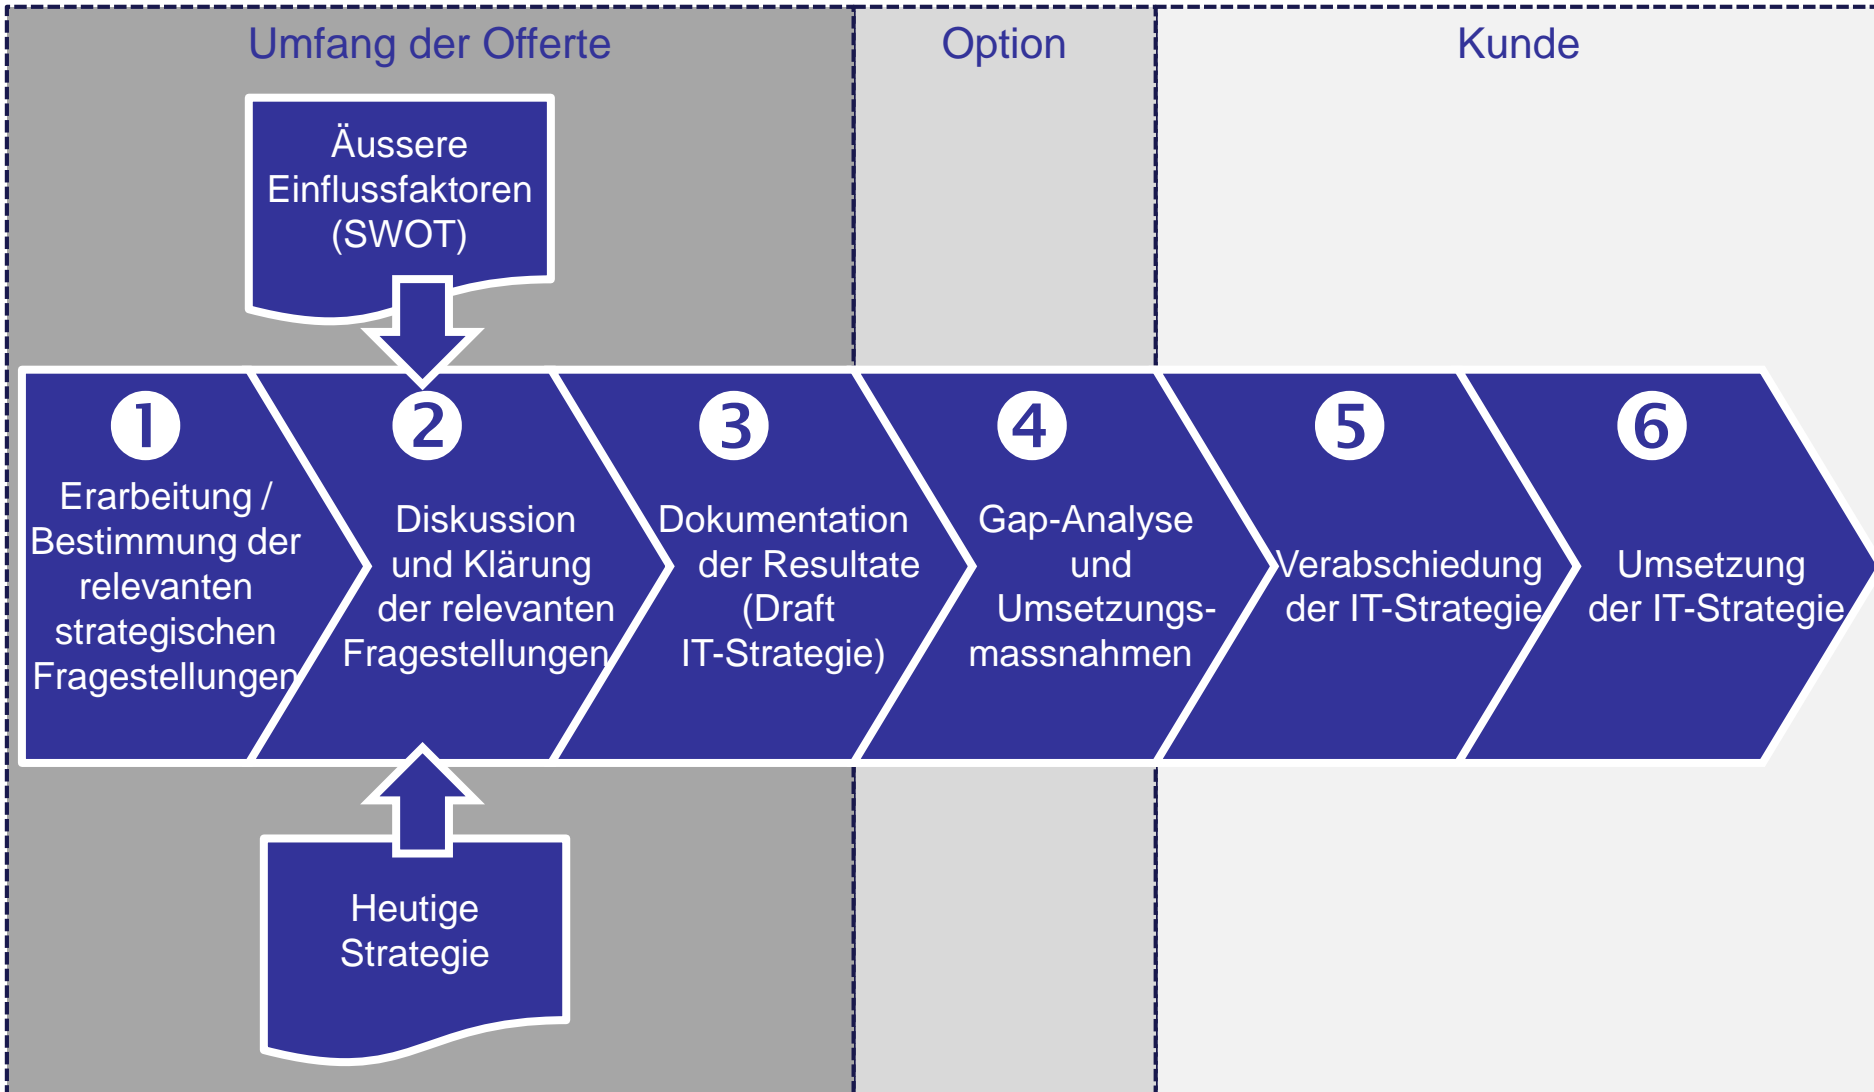 Umfang der Offerte
Option
Kunde
Äussere
Einflussfaktoren
(SWOT)
1
Erarbeitung /
Bestimmung der
relevanten
strategischen
Fragestellungen
2
Diskussion
und Klärung
der relevanten
Fragestellungen
3
Dokumentation
der Resultate
(Draft
IT-Strategie)
4
Gap-Analyse
und
Umsetzungs-
massnahmen
5
Verabschiedung
der IT-Strategie
6
Umsetzung
der IT-Strategie
Heutige
Strategie